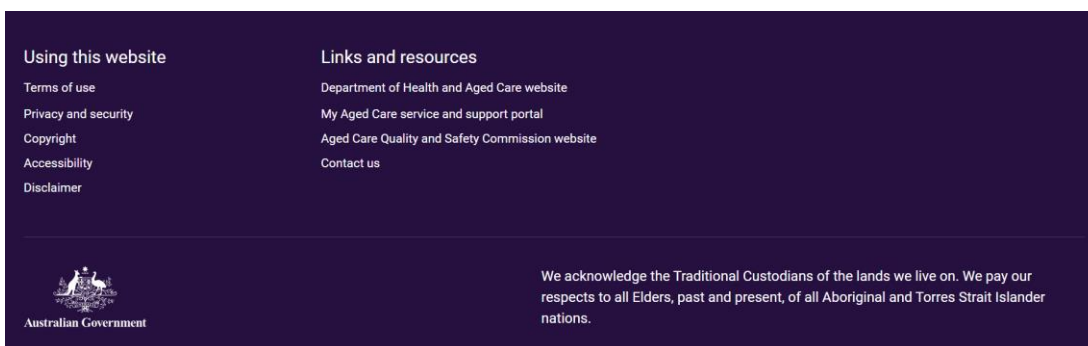 Using this website
Terms of use
Privacy and security
Copyright
Accessibility
Disclaimer
Links and resources
Department of Health and Aged Care website
My Aged Care service and support portal
Aged Care Quality and Safety Commission website
Contact us
Australian Government
We acknowledge the Traditional Custodians of the lands we live on. We pay our
respects to all Elders, past and present, of all Aboriginal and Torres Strait Islander
nations.